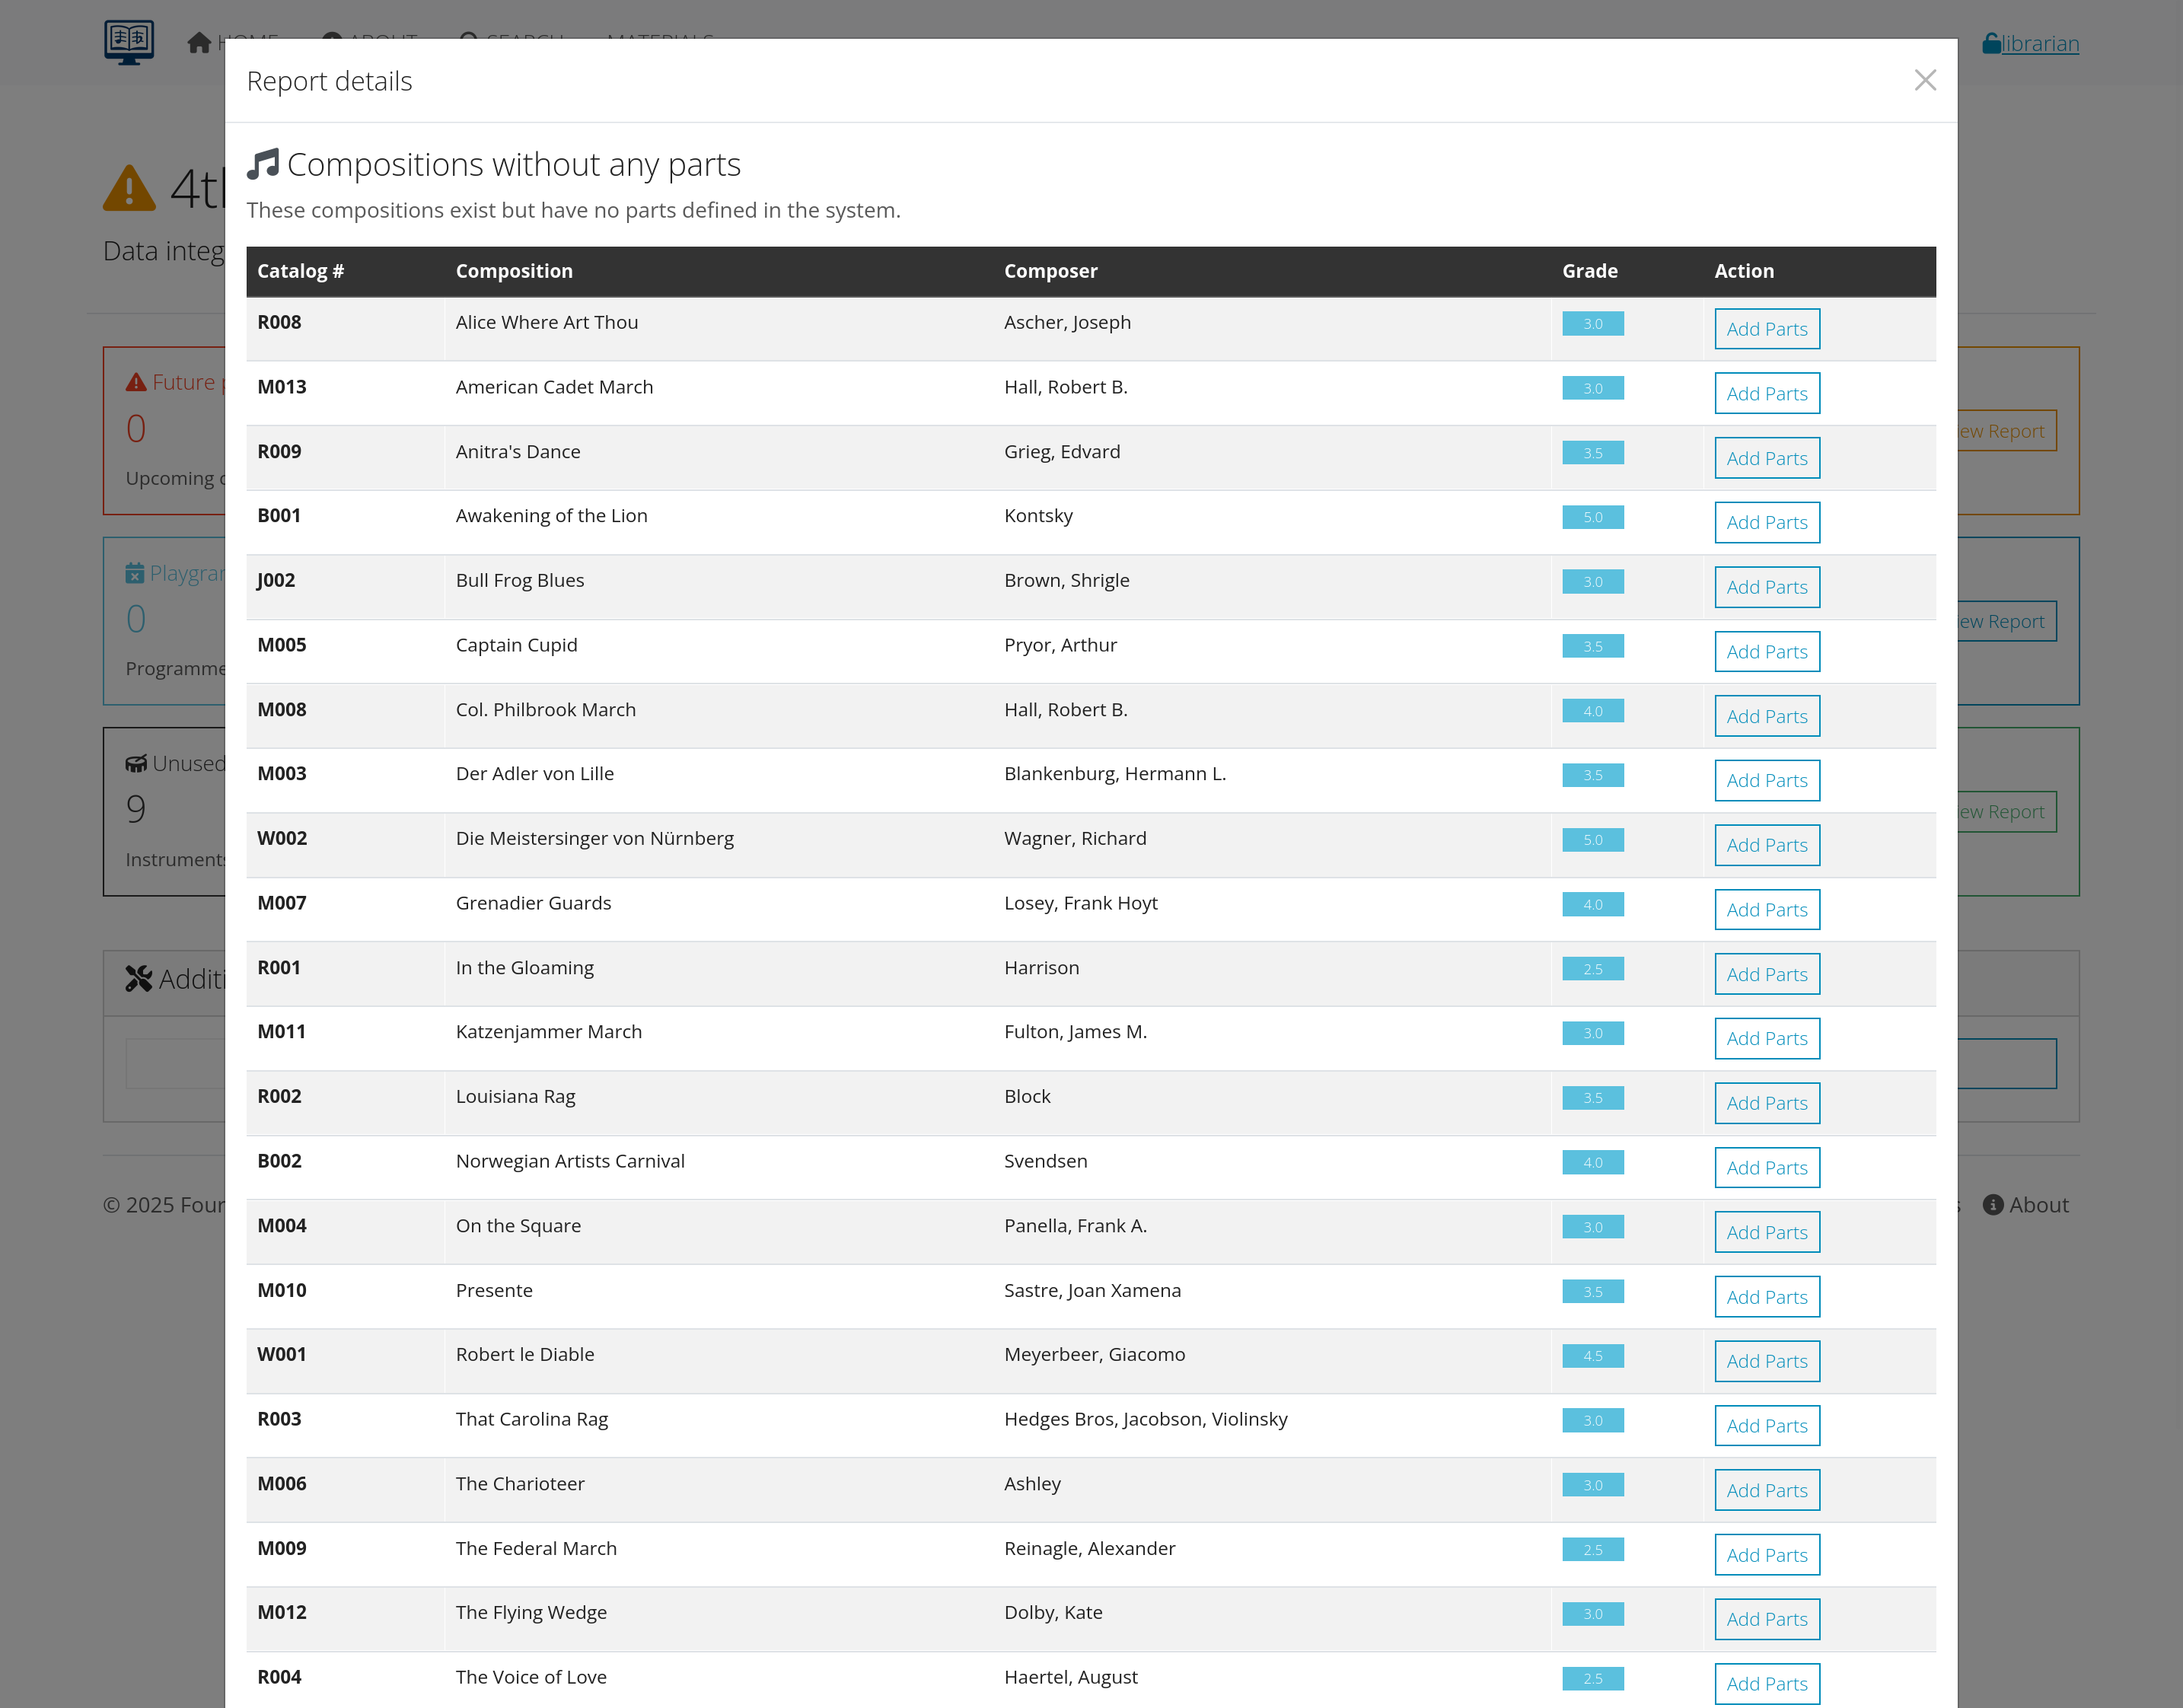 HOME ABOUT SEARCH MATERIALS
librarian
Report details
Compositions without any parts
These compositions exist but have no parts defined in the system.
Catalog # Composition Composer Grade Action
R008 Alice Where Art Thou Ascher, Joseph 3.0 Add Parts
M013 American Cadet March Hall, Robert B. 3.0 Add Parts
R009 Anitra's Dance Grieg, Edvard 3.5 Add Parts
B001 Awakening of the Lion Kontsky 5.0 Add Parts
J002 Bull Frog Blues Brown, Shrigle 3.0 Add Parts
M005 Captain Cupid Pryor, Arthur 3.5 Add Parts
M008 Col. Philbrook March Hall, Robert B. 4.0 Add Parts
M003 Der Adler von Lille Blankenburg, Hermann L. 3.5 Add Parts
W002 Die Meistersinger von Nürnberg Wagner, Richard 5.0 Add Parts
M007 Grenadier Guards Losey, Frank Hoyt 4.0 Add Parts
R001 In the Gloaming Harrison 2.5 Add Parts
M011 Katzenjammer March Fulton, James M. 3.0 Add Parts
R002 Louisiana Rag Block 3.5 Add Parts
B002 Norwegian Artists Carnival Svendsen 4.0 Add Parts
M004 On the Square Panella, Frank A. 3.0 Add Parts
M010 Presente Sastre, Joan Xamena 3.5 Add Parts
W001 Robert le Diable Meyerbeer, Giacomo 4.5 Add Parts
R003 That Carolina Rag Hedges Bros, Jacobson, Violinsky 3.0 Add Parts
M006 The Charioteer Ashley 3.0 Add Parts
M009 The Federal March Reinagle, Alexander 2.5 Add Parts
M012 The Flying Wedge Dolby, Kate 3.0 Add Parts
R004 The Voice of Love Haertel, August 2.5 Add Parts
Data integ
Future
0
Upcoming
ew Report
Playgrar
0
Programme
ew Report
Unused
9
Instruments
ew Report
Additi
© 2025 Four
About